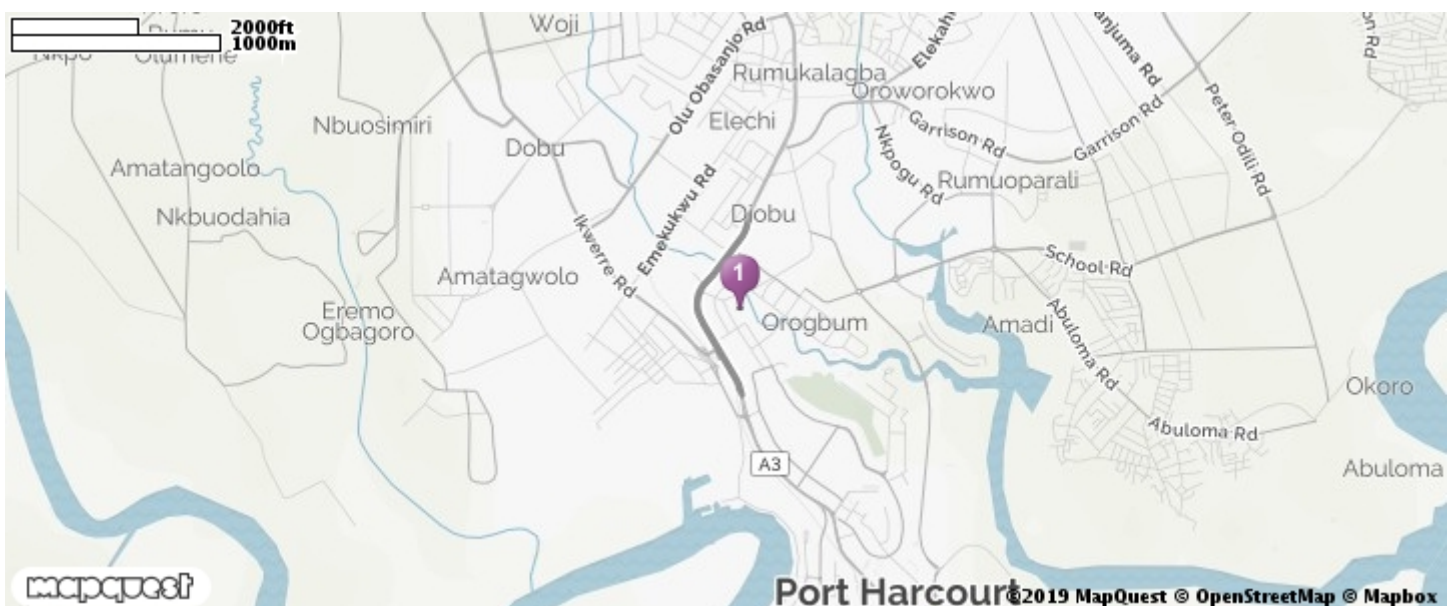 2000ft
1000m
Woji
Olu Obasanjo Rd
Rumukalagba
Oroworokwo
Peter Odili Rd
Nbuosimiri
Elechi
Garrison Rd
Garrison Rd
Dobu
Nkpogu Rd
Amatangoolo
Rumuoparali
Nkbuodahia
Emekukwu Rd
Djobu
Ikwerre Rd
School Rd
Amatagwolo
1
Eremo
Ogbagoro
Orogbum
Amadi
Abuloma Rd
Okoro
Abuloma Rd
A3
Abuloma
mapquest
Port Harcourt
©2019 MapQuest © OpenStreetMap © Mapbox